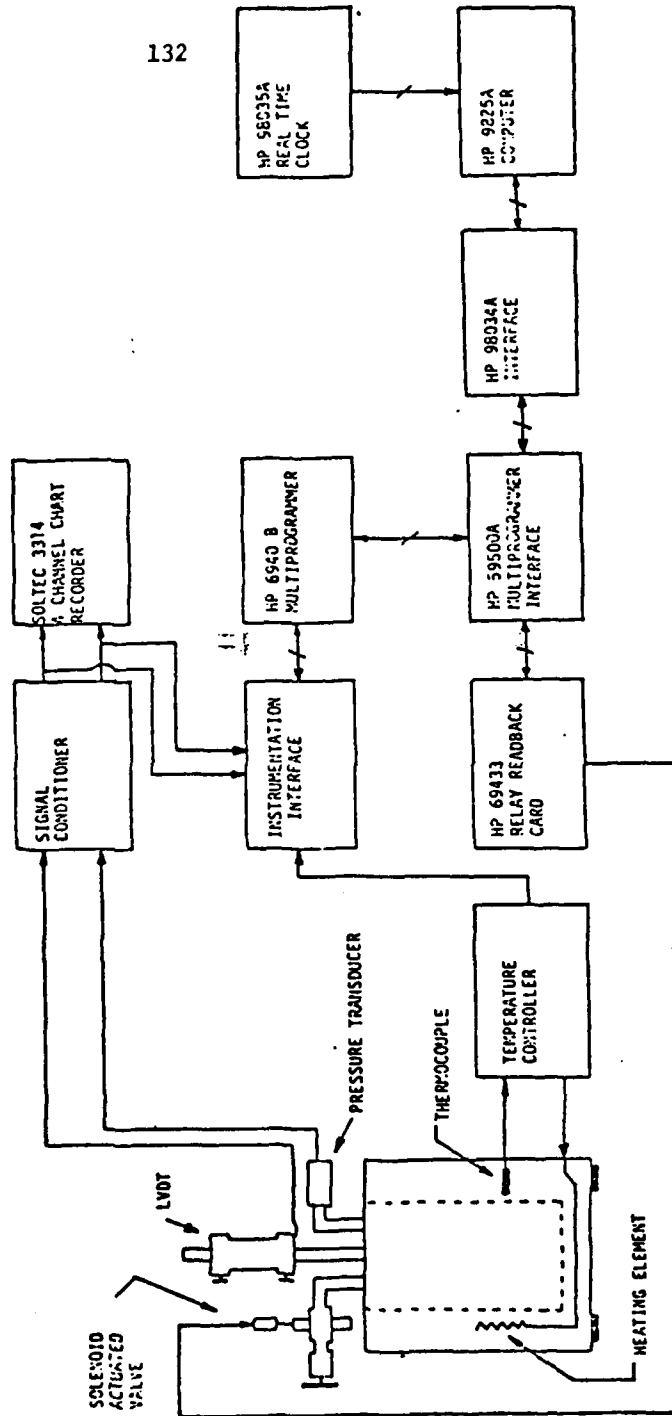 132
HP 98035A
REAL TIME
CLOCK
HP 9825A
COMPUTER
HP 98034A
INTERFACE
SOLTEC 3314
4 CHANNEL CHART
RECORDER
HP 6940 B
MULTIPROGRAMMER
HP 59500A
MULTIPROGRAMMER
INTERFACE
SIGNAL
CONDITIONER
INSTRUMENTATION
INTERFACE
HP 69433
RELAY READBACK
CARD
PRESSURE TRANSDUCER
THERMOCOUPLE
TEMPERATURE
CONTROLLER
LVDT
SOLENOID
ACTUATED
VALVE
HEATING ELEMENT